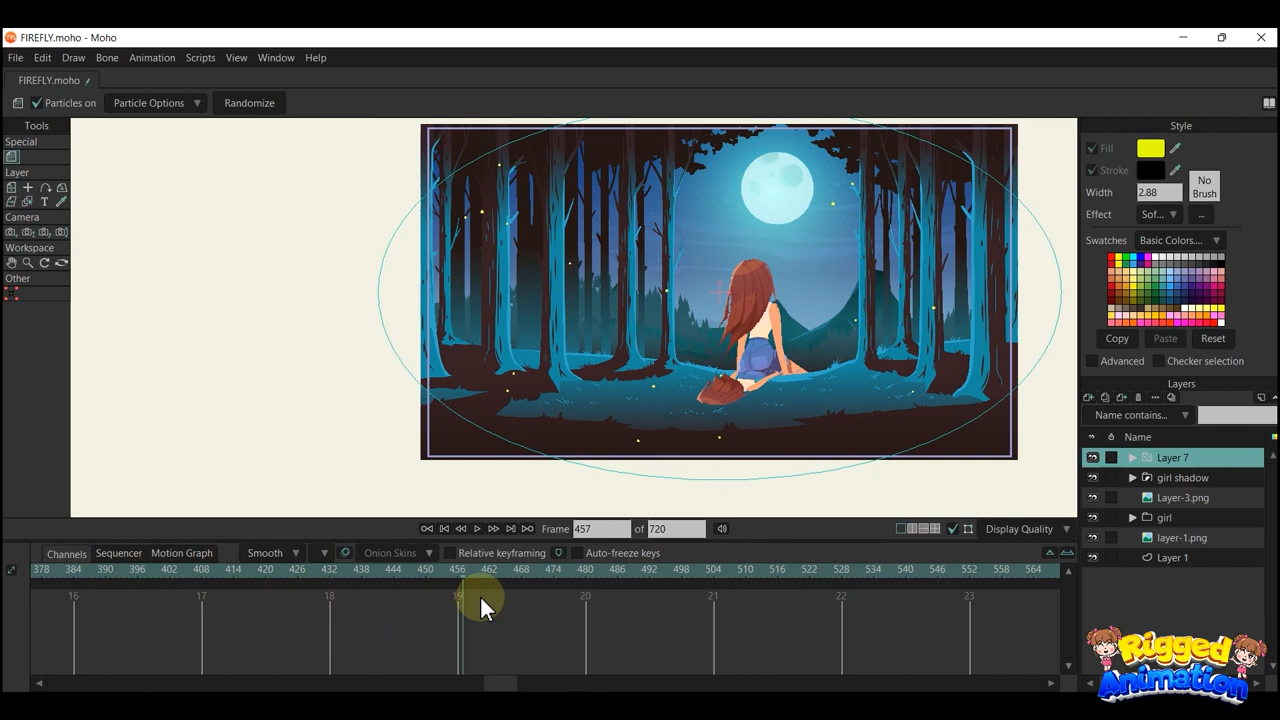 FIREFLY.moho - Moho
File Edit Draw Bone Animation Scripts View Window Help
FIREFLY.moho
Particles on Particle Options Randomize
Tools
Special
Layer
Camera
Workspace
Other
Style
Fill
Stroke
No Brush
Width 2.88
Effect Sof... ...
Swatches Basic Colors....
Copy Paste Reset
Advanced Checker selection
Layers
Name contains...
Name
Layer 7
girl shadow
Layer-3.png
girl
layer-1.png
Layer 1
Frame 457 of 720 Display Quality
Channels Sequencer Motion Graph Smooth Onion Skins Relative keyframing Auto-freeze keys
378 384 390 396 402 408 414 420 426 432 438 444 450 456 462 468 474 480 486 492 498 504 510 516 522 528 534 540 546 552 558 564
16 17 18 19 20 21 22 23
Rigged
Animation